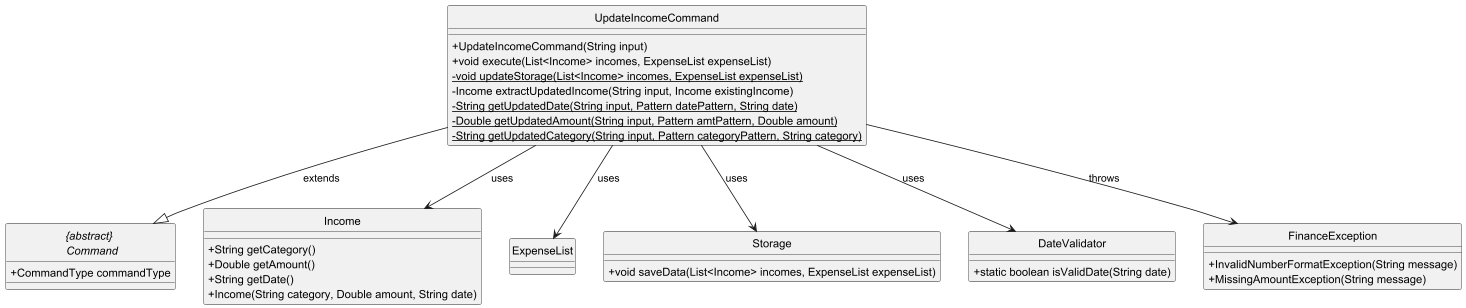 UpdateIncomeCommand
+UpdateIncomeCommand(String input)
+void execute(List<Income> incomes, ExpenseList expenseList)
-void updateStorage(List<Income> incomes, ExpenseList expenseList)
-Income extractUpdatedIncome(String input, Income existingIncome)
-String getUpdatedDate(String input, Pattern datePattern, String date)
-Double getUpdatedAmount(String input, Pattern amtPattern, Double amount)
-String getUpdatedCategory(String input, Pattern categoryPattern, String category)
extends
uses
uses
uses
uses
throws
{abstract}
Command
+CommandType commandType
Income
+String getCategory()
+Double getAmount()
+String getDate()
+Income(String category, Double amount, String date)
ExpenseList
Storage
+void saveData(List<Income> incomes, ExpenseList expenseList)
DateValidator
+static boolean isValidDate(String date)
FinanceException
+InvalidNumberFormatException(String message)
+MissingAmountException(String message)